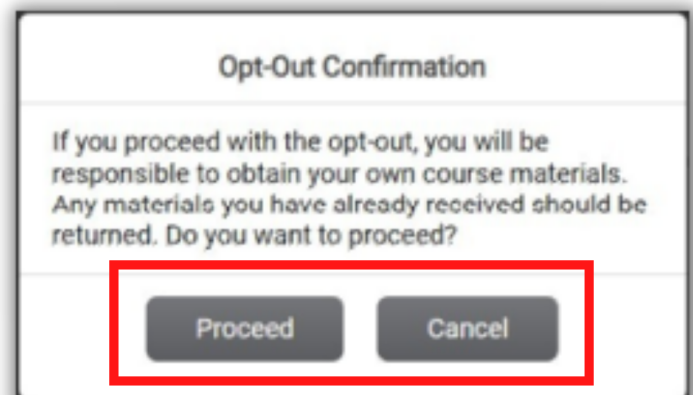 Opt-Out Confirmation
If you proceed with the opt-out, you will be
responsible to obtain your own course materials.
Any materials you have already received should be
returned. Do you want to proceed?
Proceed Cancel